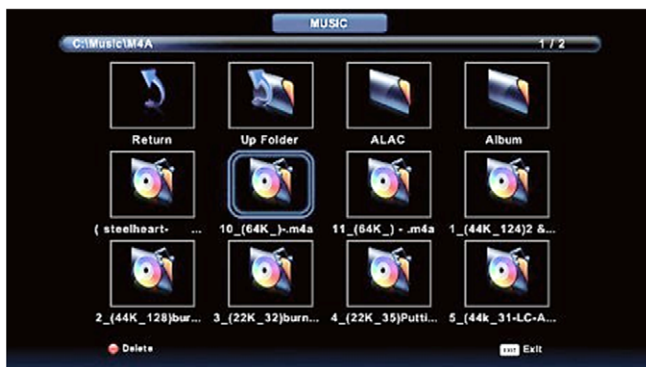 MUSIC
C:\Music\M4A 1 / 2
Return Up Folder ALAC Album
( steelheart- ... 10_(64K_)-.m4a 11_(64K_) - .m4a 1_(44K_124)2 &...
2_(44K_128)bur... 3_(22K_32)burn... 4_(22K_35)Putti... 5_(44k_31-LC-A...
Delete EXIT Exit